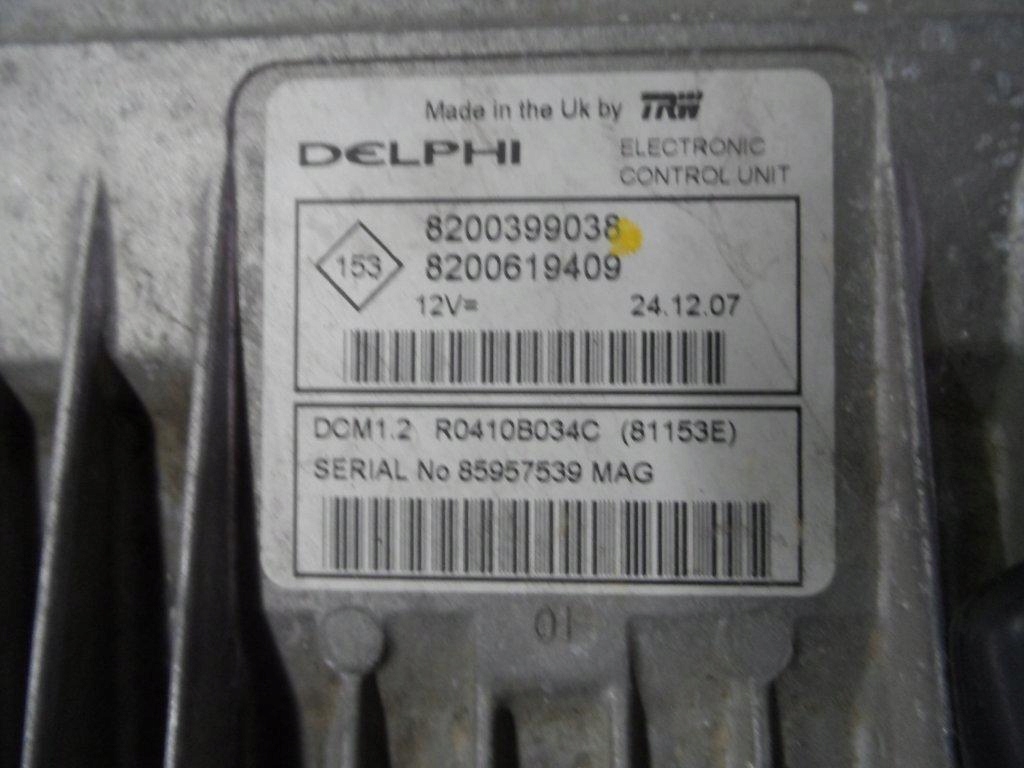 Made in the Uk by TRW
DELPHI ELECTRONIC
CONTROL UNIT
8200399038
153
8200619409
12V= 24.12.07
DCM1.2 R0410B034C (81153E)
SERIAL No 85957539 MAG
01